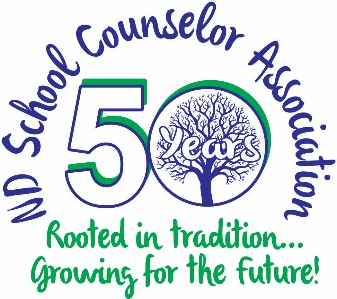 ND School Counselor Association
50
Years
Rooted in tradition...
Growing for the Future!